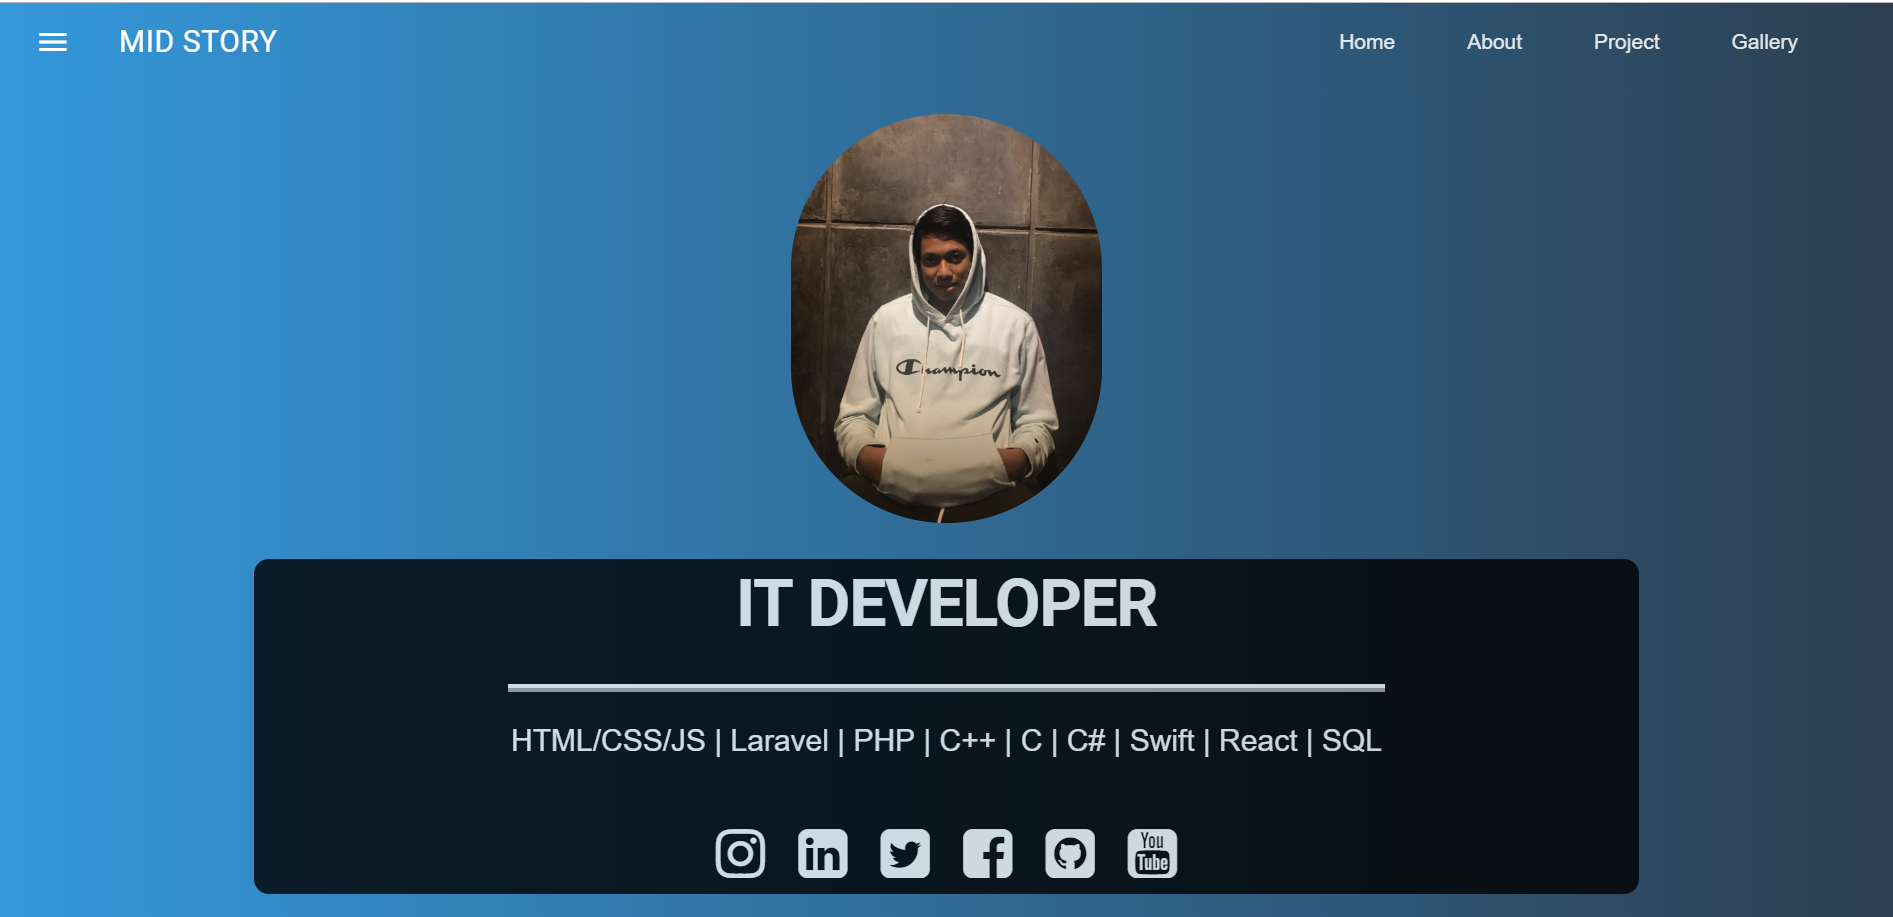 MID STORY
Home About Project Gallery
Champion
IT DEVELOPER
HTML/CSS/JS | Laravel | PHP | C++ | C | C# | Swift | React | SQL
in
You
Tube